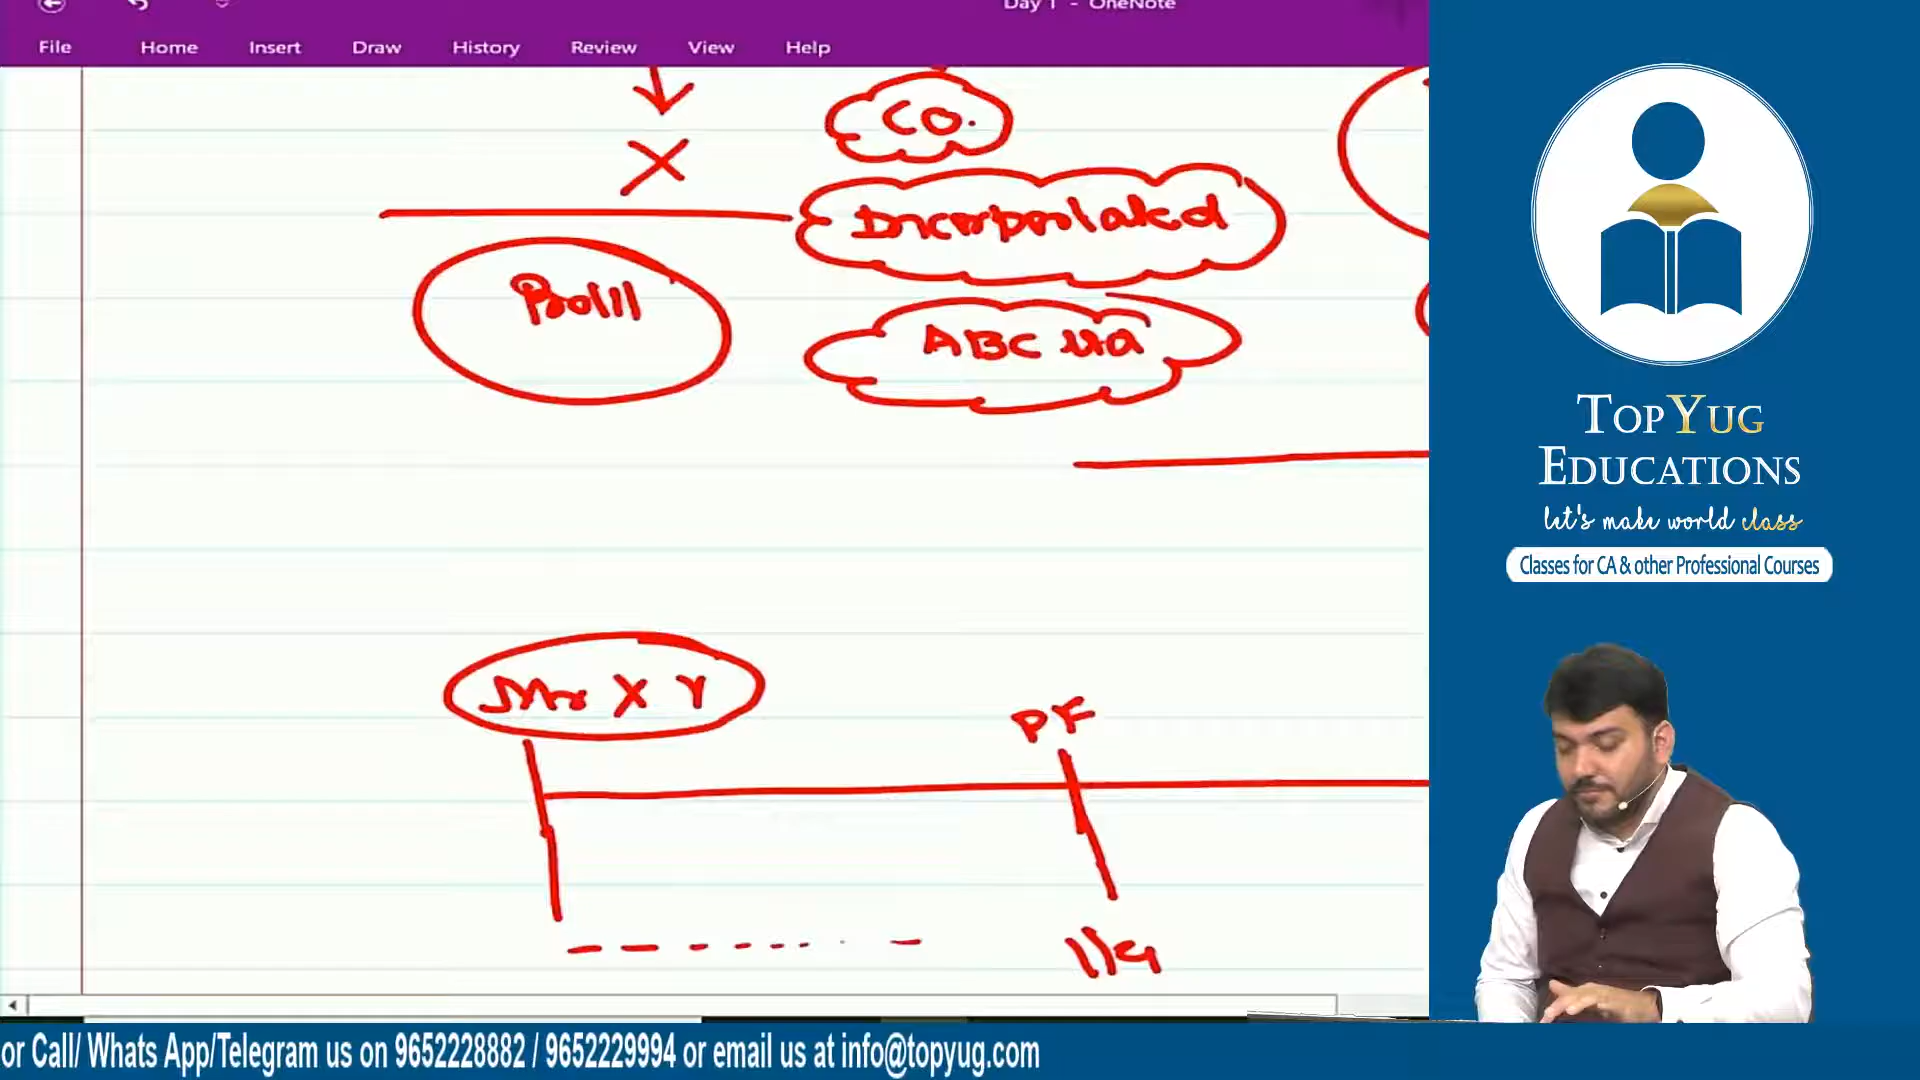 Day 1 - OneNote
File Home Insert Draw History Review View Help
CO.
X
Incorporated
ABC Ltd
Mr X Y
PF
1/4
TOPYUG
EDUCATIONS
let's make world class
Classes for CA & other Professional Courses
or Call/ Whats App/Telegram us on 9652228882 / 9652229994 or email us at info@topyug.com